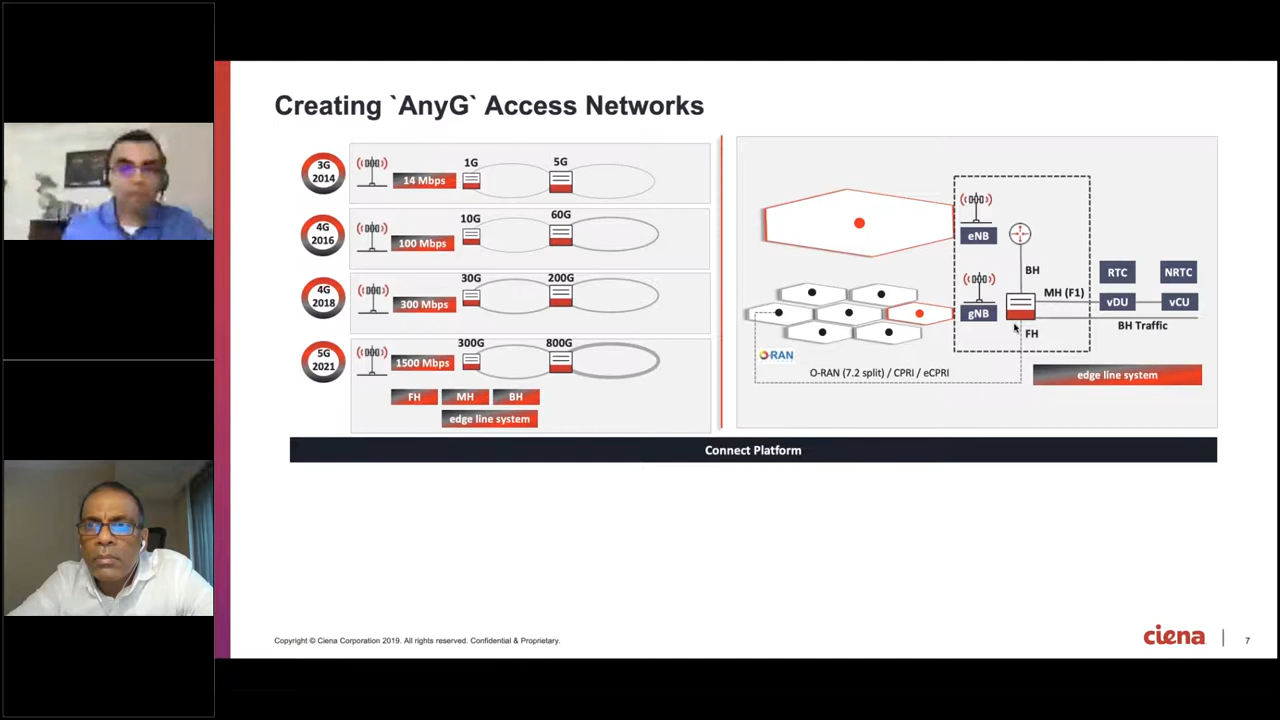 Creating `AnyG` Access Networks
3G
2014
14 Mbps
1G
5G
4G
2016
100 Mbps
10G
60G
4G
2018
300 Mbps
30G
200G
5G
2021
1500 Mbps
300G
800G
FH
MH
BH
edge line system
eNB
BH
gNB
MH (F1)
FH
RTC
NRTC
vDU
vCU
BH Traffic
O-RAN
O-RAN (7.2 split) / CPRI / eCPRI
edge line system
Connect Platform
Copyright © Ciena Corporation 2019. All rights reserved. Confidential & Proprietary.
ciena
7